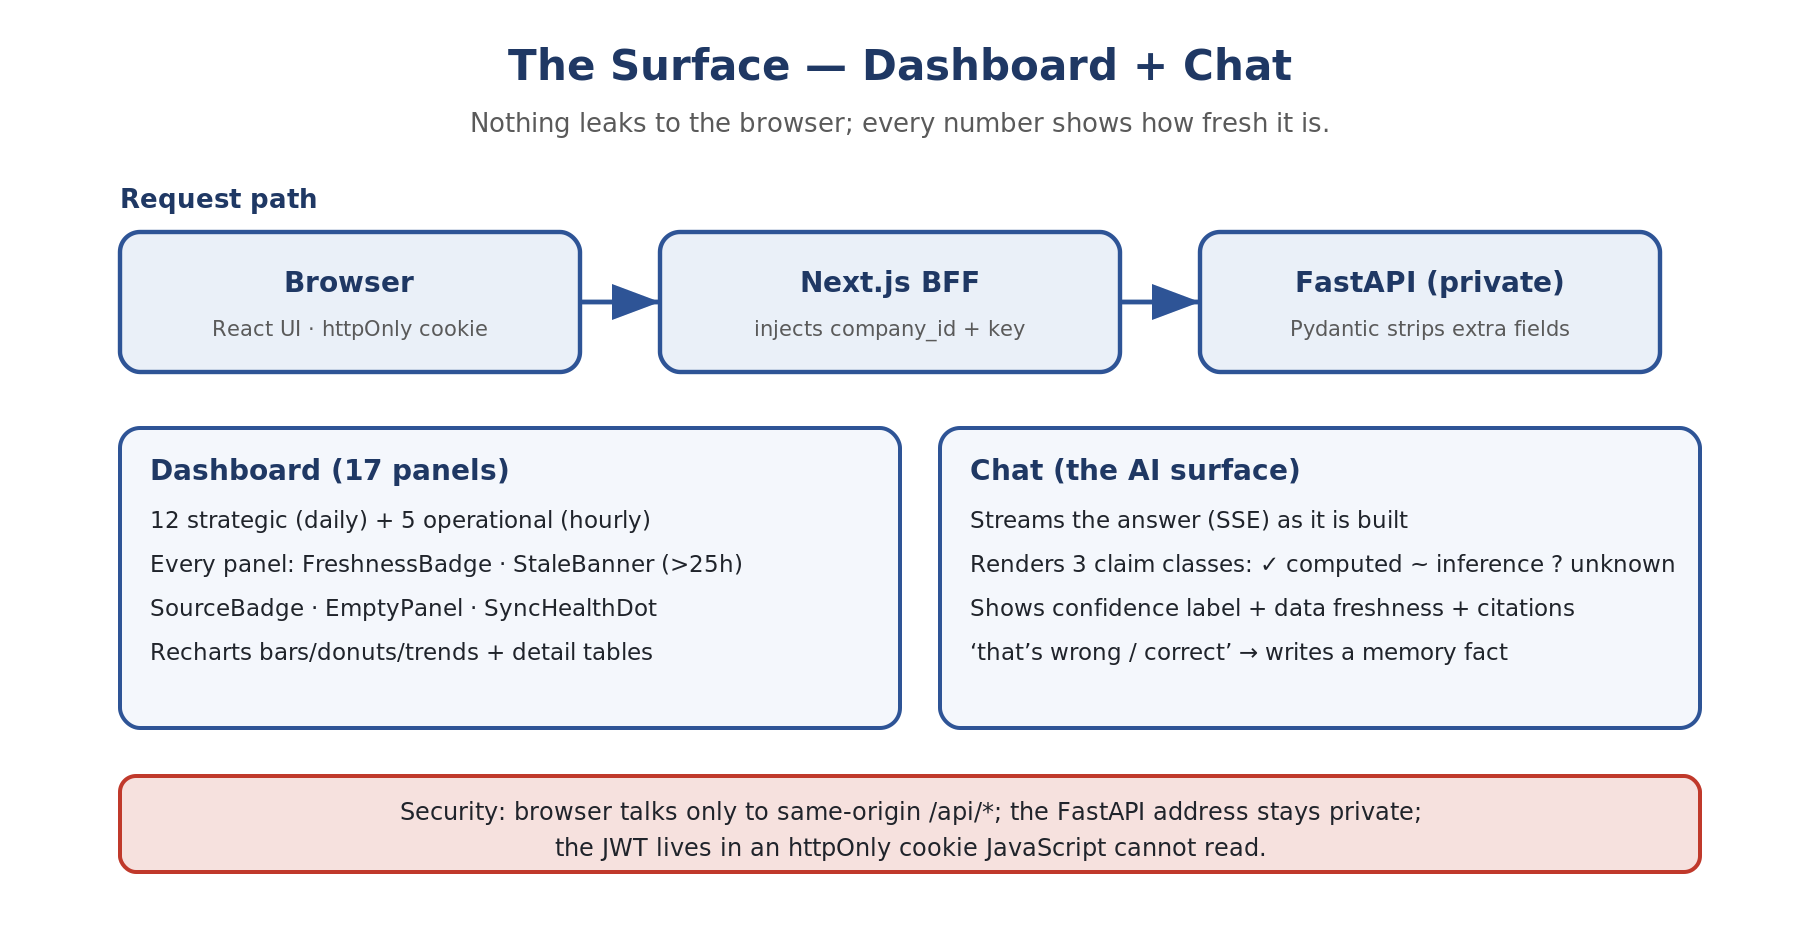 The Surface — Dashboard + Chat
Nothing leaks to the browser; every number shows how fresh it is.
Request path
Browser
React UI · httpOnly cookie
Next.js BFF
injects company_id + key
FastAPI (private)
Pydantic strips extra fields
Dashboard (17 panels)
12 strategic (daily) + 5 operational (hourly)
Every panel: FreshnessBadge · StaleBanner (>25h)
SourceBadge · EmptyPanel · SyncHealthDot
Recharts bars/donuts/trends + detail tables
Chat (the AI surface)
Streams the answer (SSE) as it is built
Renders 3 claim classes: ✓ computed ~ inference ? unknown
Shows confidence label + data freshness + citations
‘that’s wrong / correct’ → writes a memory fact
Security: browser talks only to same-origin /api/*; the FastAPI address stays private;
the JWT lives in an httpOnly cookie JavaScript cannot read.